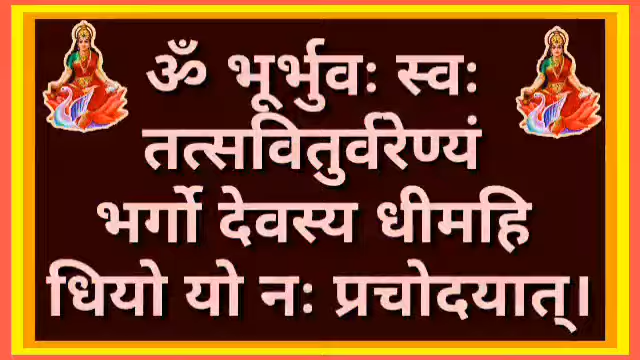 ॐ भूर्भुवः स्वः
तत्सवितुर्वरेण्यं
भर्गो देवस्य धीमहि
धियो यो नः प्रचोदयात्।